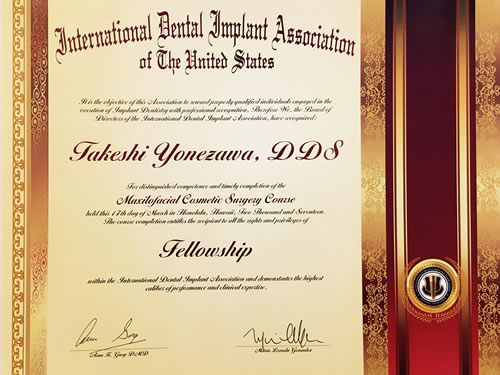 International Dental Implant Association
of The United States
It is the objective of this Association to reward properly qualified individuals engaged in the
execution of Implant Dentistry with professional recognition. Therefore We, the Board of
Directors of the International Dental Implant Association, have recognized:
Takeshi Yonezawa, DDS
For distinguished competence and timely completion of the
Maxilofacial Cosmetic Surgery Course
held this 17th day of March in Honolulu, Hawaii, Two Thousand and Seventeen.
The course completion entitles the recipient to all the rights and privileges of
Fellowship
within the International Dental Implant Association and demonstrates the highest
caliber of performance and clinical expertise.
DMD
Gonzalez